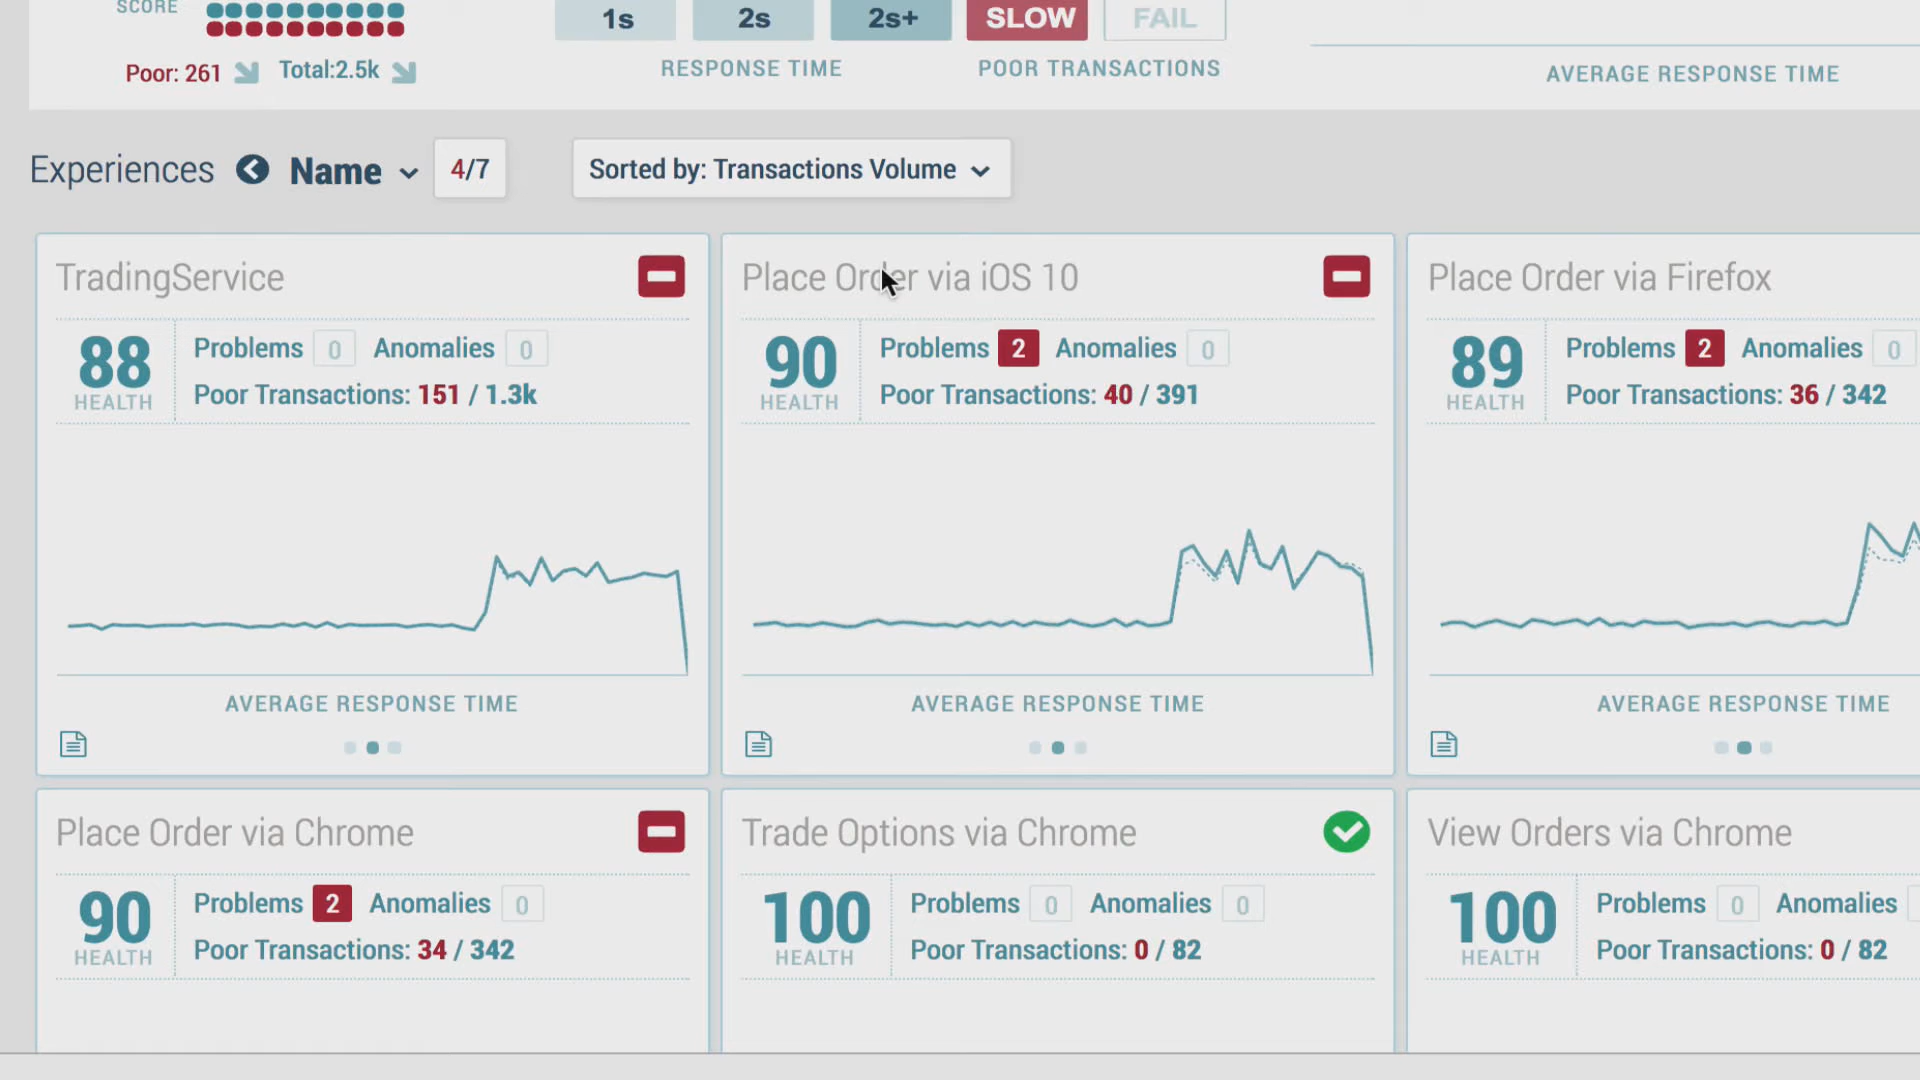 SCORE
Poor: 261 Total:2.5k
1s 2s 2s+ SLOW FAIL
RESPONSE TIME POOR TRANSACTIONS
AVERAGE RESPONSE TIME
Experiences Name 4/7 Sorted by: Transactions Volume
TradingService
88
HEALTH
Problems 0 Anomalies 0
Poor Transactions: 151 / 1.3k
AVERAGE RESPONSE TIME
Place Order via iOS 10
90
HEALTH
Problems 2 Anomalies 0
Poor Transactions: 40 / 391
AVERAGE RESPONSE TIME
Place Order via Firefox
89
HEALTH
Problems 2 Anomalies 0
Poor Transactions: 36 / 342
AVERAGE RESPONSE TIME
Place Order via Chrome
90
HEALTH
Problems 2 Anomalies 0
Poor Transactions: 34 / 342
Trade Options via Chrome
100
HEALTH
Problems 0 Anomalies 0
Poor Transactions: 0 / 82
View Orders via Chrome
100
HEALTH
Problems 0 Anomalies
Poor Transactions: 0 / 82